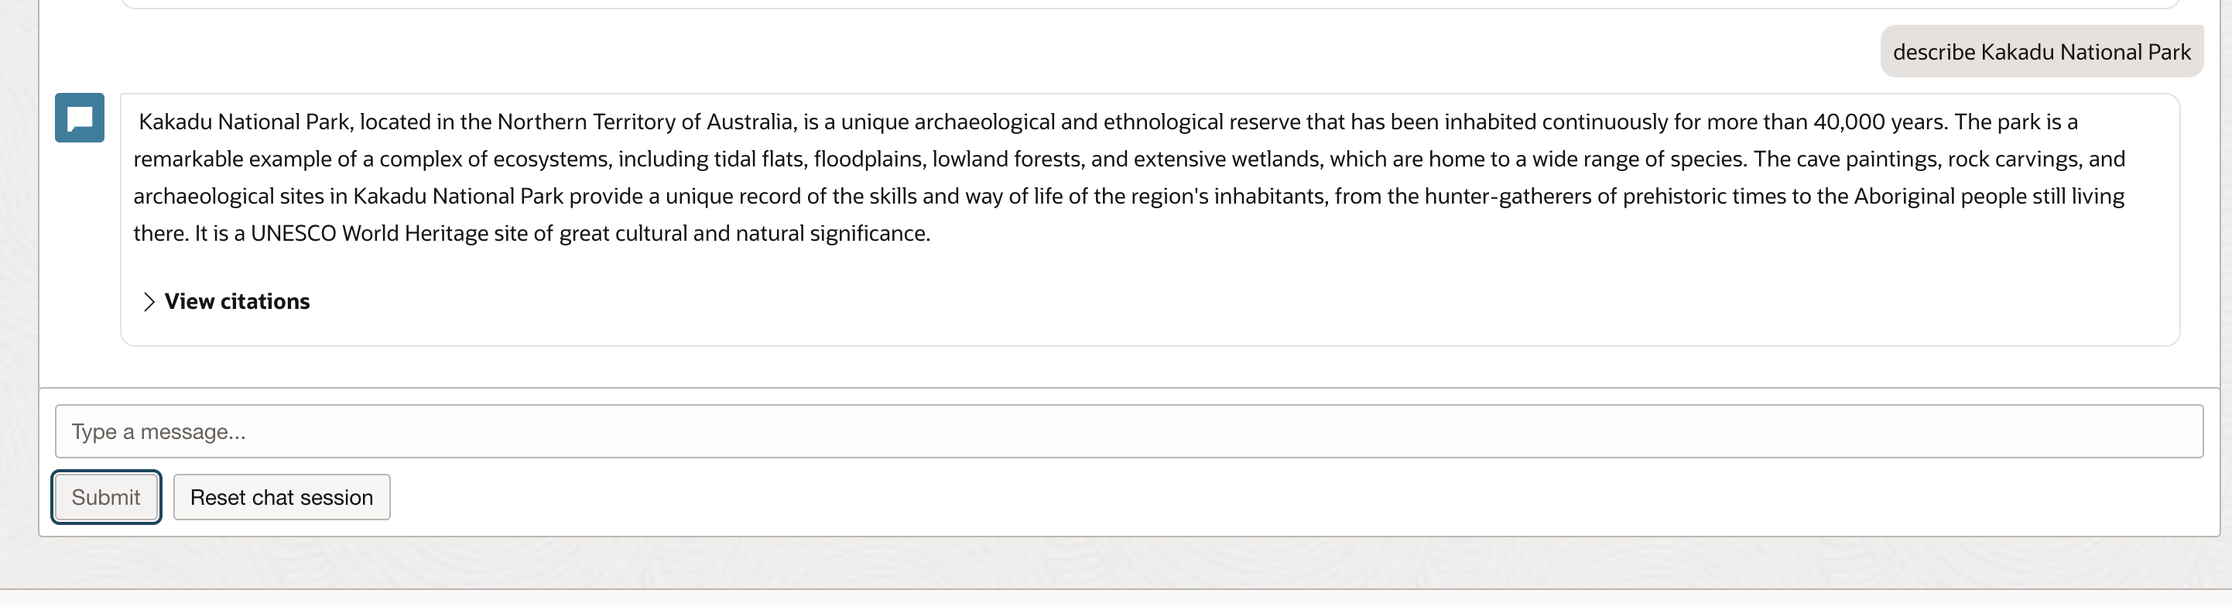 describe Kakadu National Park
Kakadu National Park, located in the Northern Territory of Australia, is a unique archaeological and ethnological reserve that has been inhabited continuously for more than 40,000 years. The park is a
remarkable example of a complex of ecosystems, including tidal flats, floodplains, lowland forests, and extensive wetlands, which are home to a wide range of species. The cave paintings, rock carvings, and
archaeological sites in Kakadu National Park provide a unique record of the skills and way of life of the region's inhabitants, from the hunter-gatherers of prehistoric times to the Aboriginal people still living
there. It is a UNESCO World Heritage site of great cultural and natural significance.
View citations
Type a message...
Submit
Reset chat session